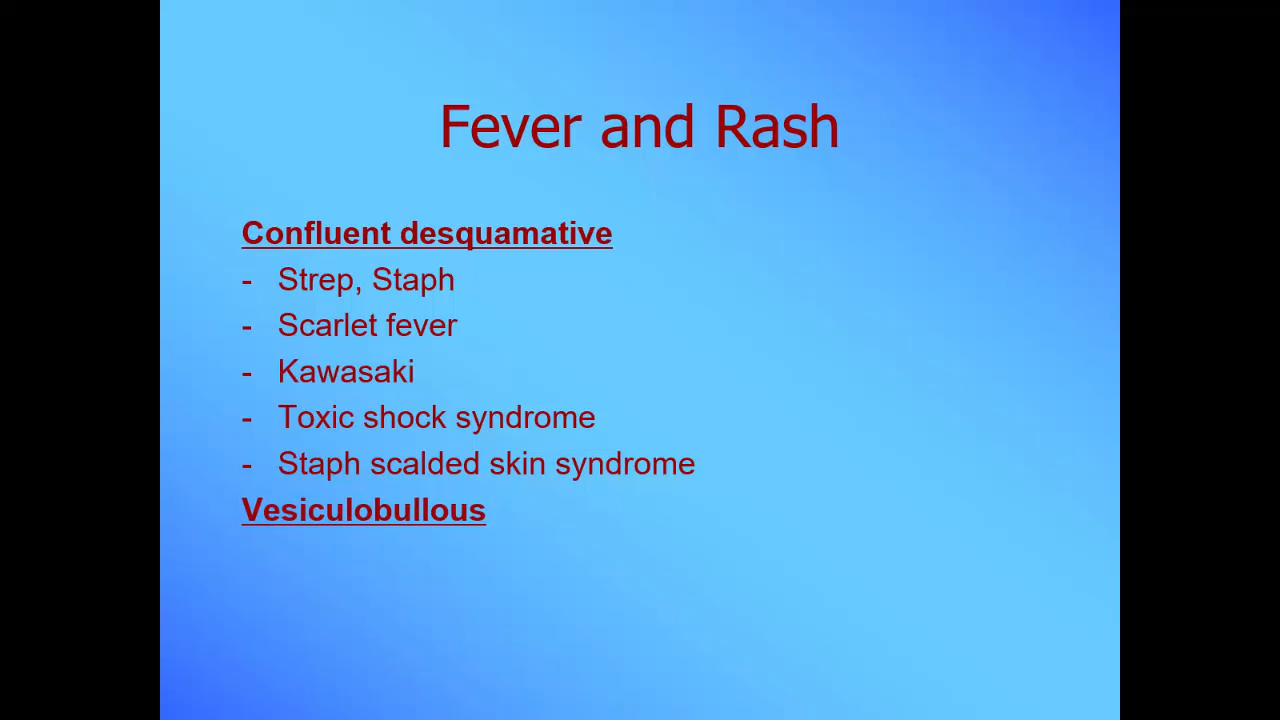 Fever and Rash
Confluent desquamative
- Strep, Staph
- Scarlet fever
- Kawasaki
- Toxic shock syndrome
- Staph scalded skin syndrome
Vesiculobullous